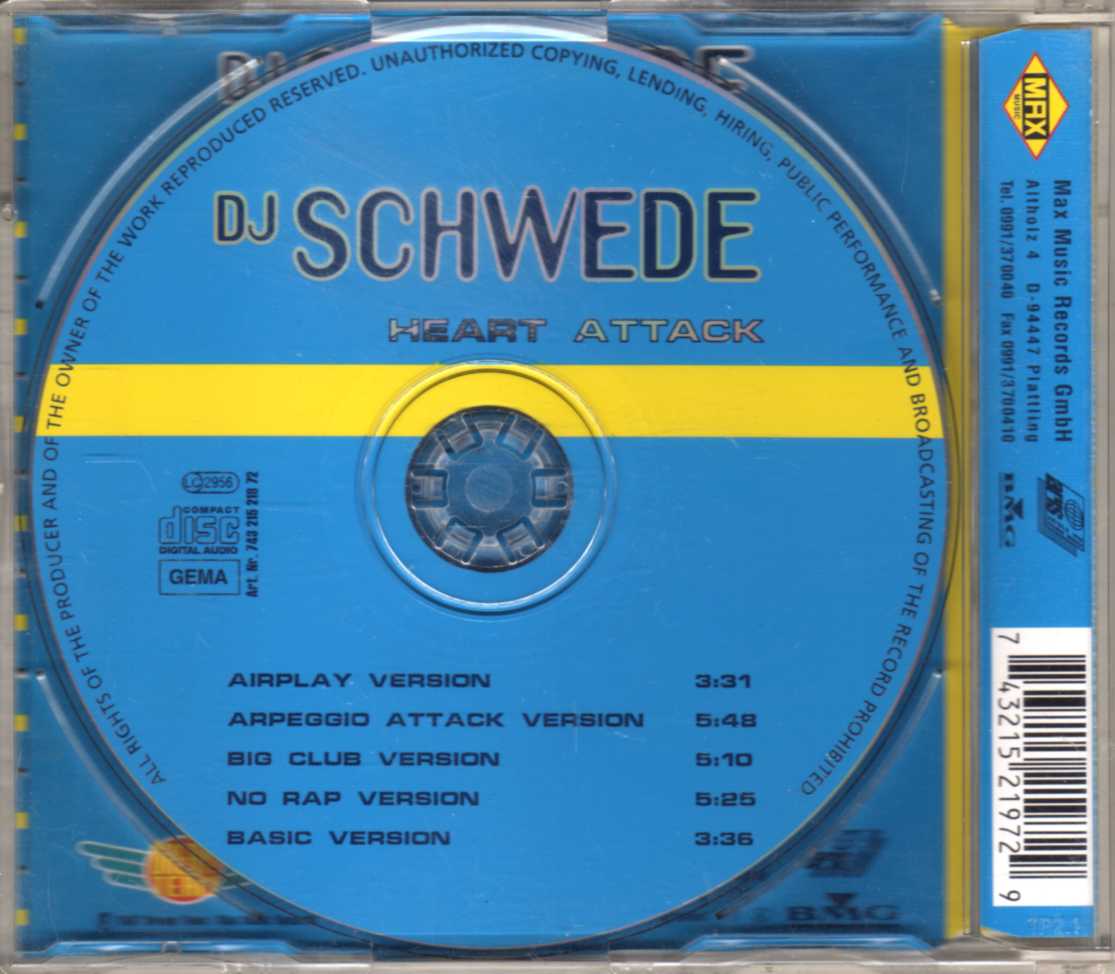 ALL RIGHTS OF THE PRODUCER AND OF THE OWNER OF THE WORK REPRODUCED RESERVED. UNAUTHORIZED COPYING, LENDING, HIRING, PUBLIC PERFORMANCE AND BROADCASTING OF THE RECORD PROHIBITED
DJ SCHWEDE
HEART ATTACK
LC 2956
COMPACT
disc
DIGITAL AUDIO
GEMA
Art. Nr. 743 215 219 72
AIRPLAY VERSION 3:31
ARPEGGIO ATTACK VERSION 5:48
BIG CLUB VERSION 5:10
NO RAP VERSION 5:25
BASIC VERSION 3:36
BMG
MAX
MUSIC
Max Music Records GmbH
Altholz 4 D-94447 Plattling
Tel. 0991/370040 Fax 0991/3700410
BMG
7 43215 21972 9